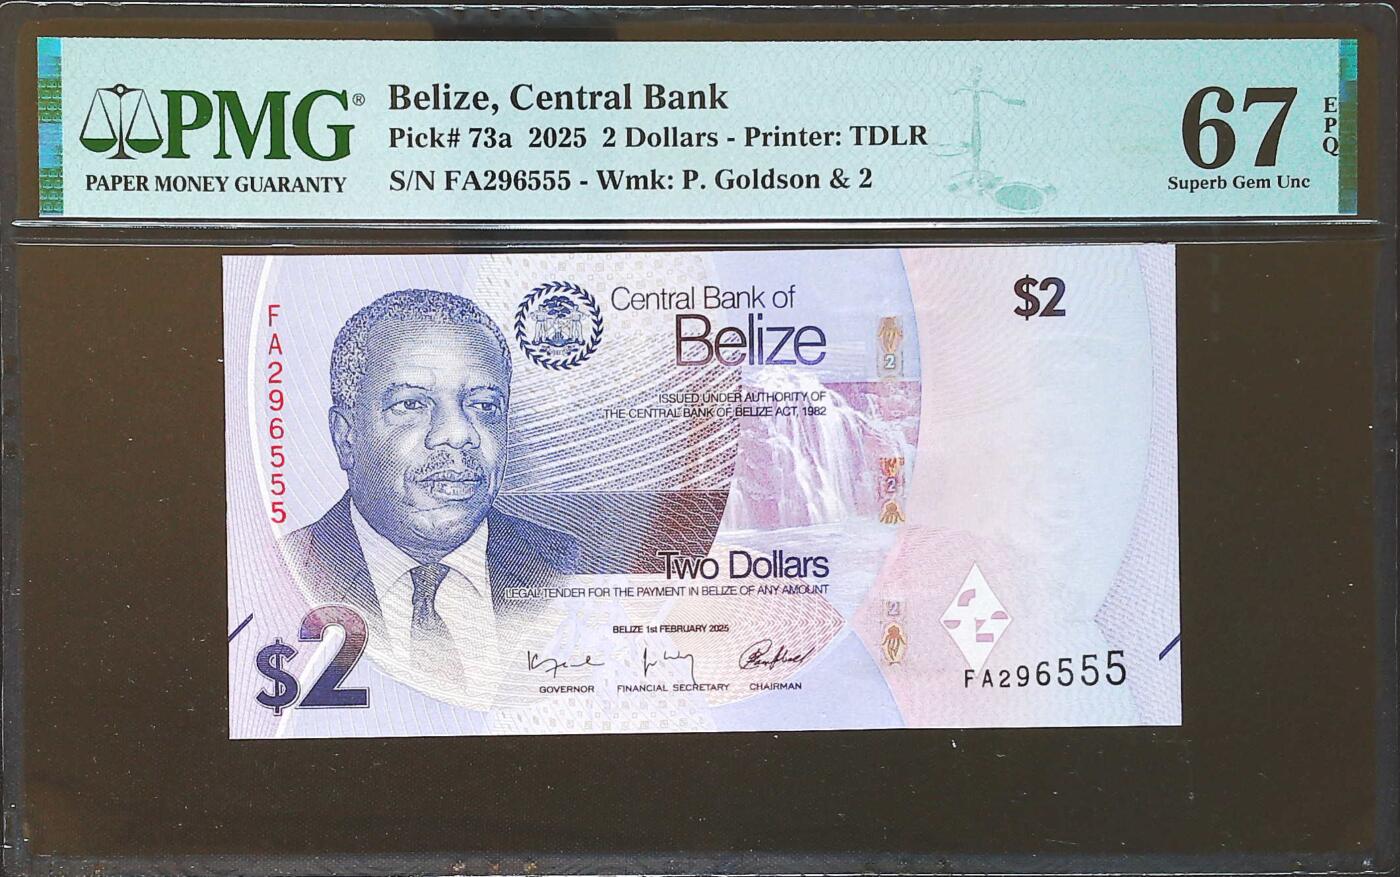 PMG®
PAPER MONEY GUARANTY
Belize, Central Bank
Pick# 73a 2025 2 Dollars - Printer: TDLR
S/N FA296555 - Wmk: P. Goldson & 2
67
EPQ
Superb Gem Unc
FA296555
Central Bank of
Belize
$2
ISSUED UNDER AUTHORITY OF
THE CENTRAL BANK OF BELIZE ACT, 1982
2
2
Two Dollars
LEGAL TENDER FOR THE PAYMENT IN BELIZE OF ANY AMOUNT
2
BELIZE 1st FEBRUARY 2025
$2
GOVERNOR FINANCIAL SECRETARY CHAIRMAN
FA296555